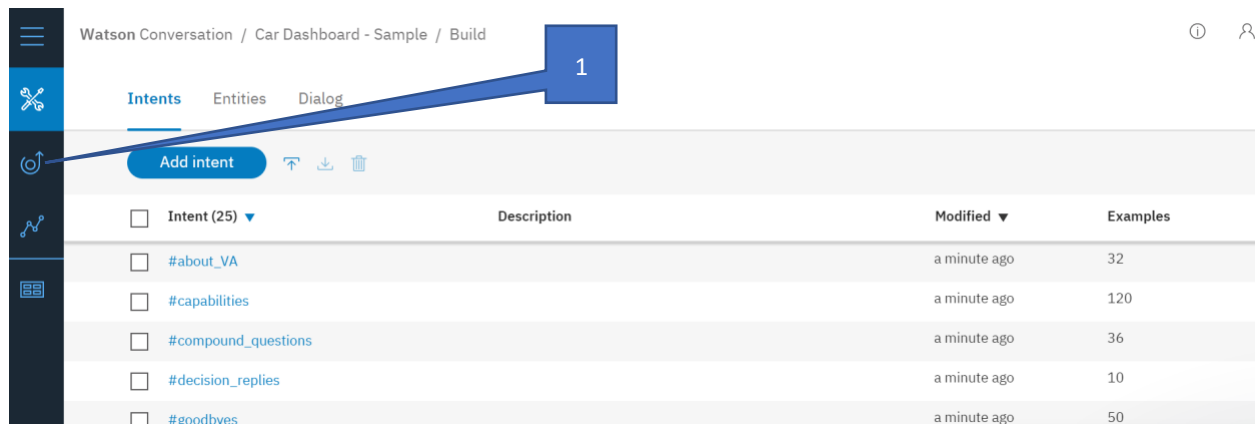 Watson Conversation / Car Dashboard - Sample / Build
1
Intents Entities Dialog
Add intent
Intent (25) Description Modified Examples
#about_VA a minute ago 32
#capabilities a minute ago 120
#compound_questions a minute ago 36
#decision_replies a minute ago 10
#goodbyes a minute ago 50